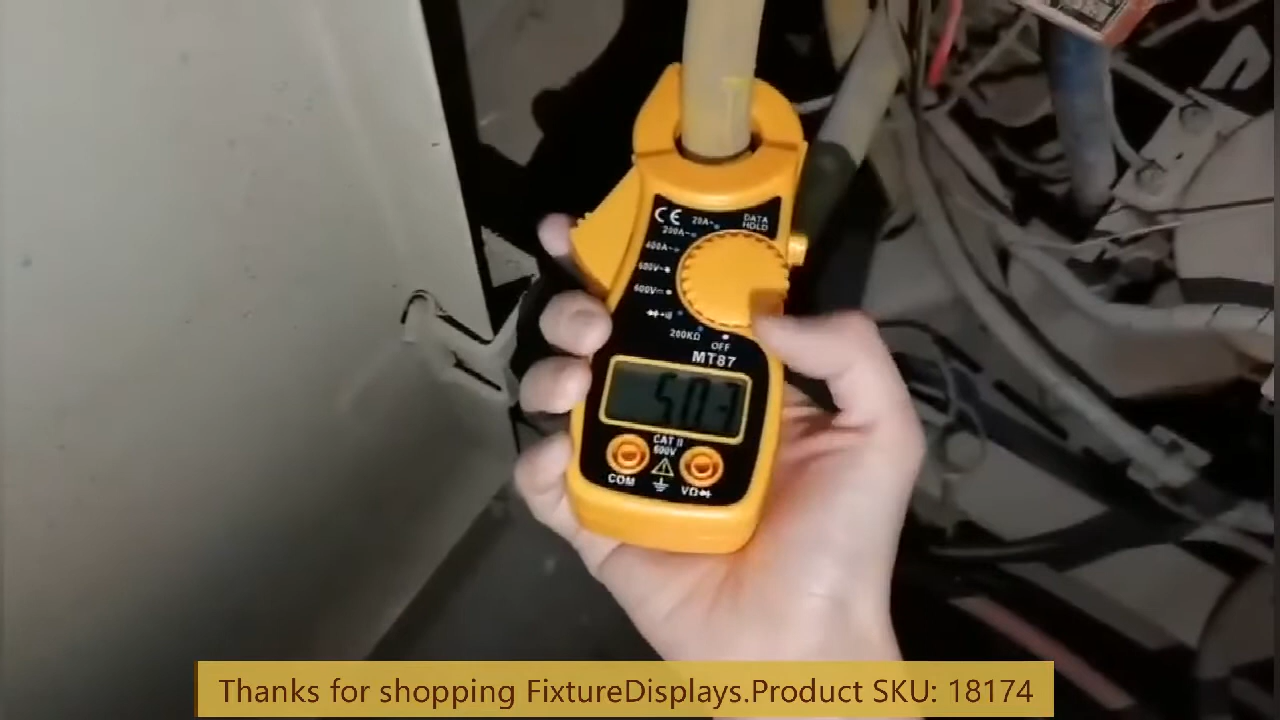 CE
20A~
DATA
HOLD
200A~
400A~
600V~
600V
200KΩ
OFF
MT87
CAT II
600V
COM
VΩ
Thanks for shopping FixtureDisplays.Product SKU: 18174